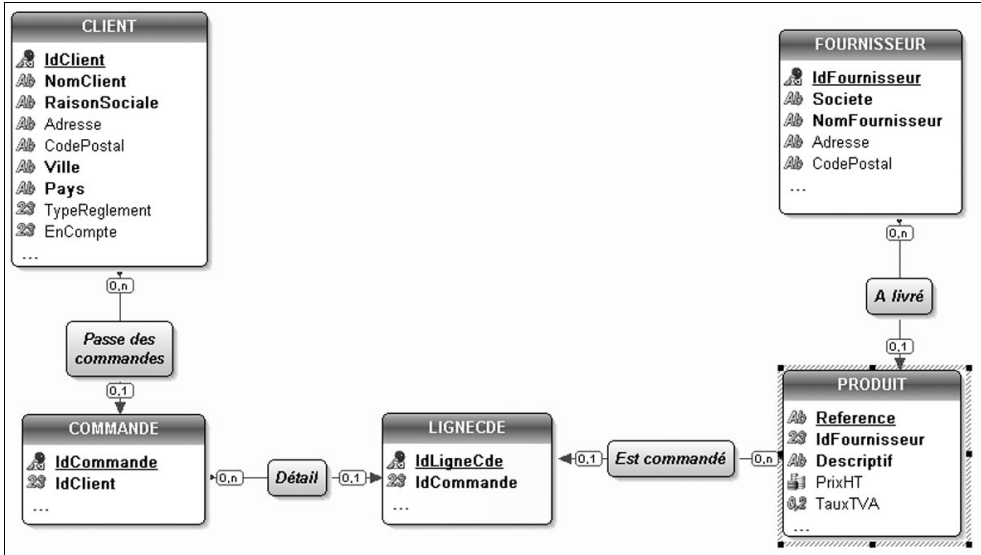 CLIENT
IdClient
NomClient
RaisonSociale
Adresse
CodePostal
Ville
Pays
TypeReglement
EnCompte
...
0,n
Passe des
commandes
0,1
COMMANDE
IdCommande
IdClient
...
0,n
Détail
0,1
LIGNECDE
IdLigneCde
IdCommande
...
0,1
Est commandé
0,n
FOURNISSEUR
IdFournisseur
Societe
NomFournisseur
Adresse
CodePostal
...
0,n
A livré
0,1
PRODUIT
Reference
IdFournisseur
Descriptif
PrixHT
TauxTVA
...